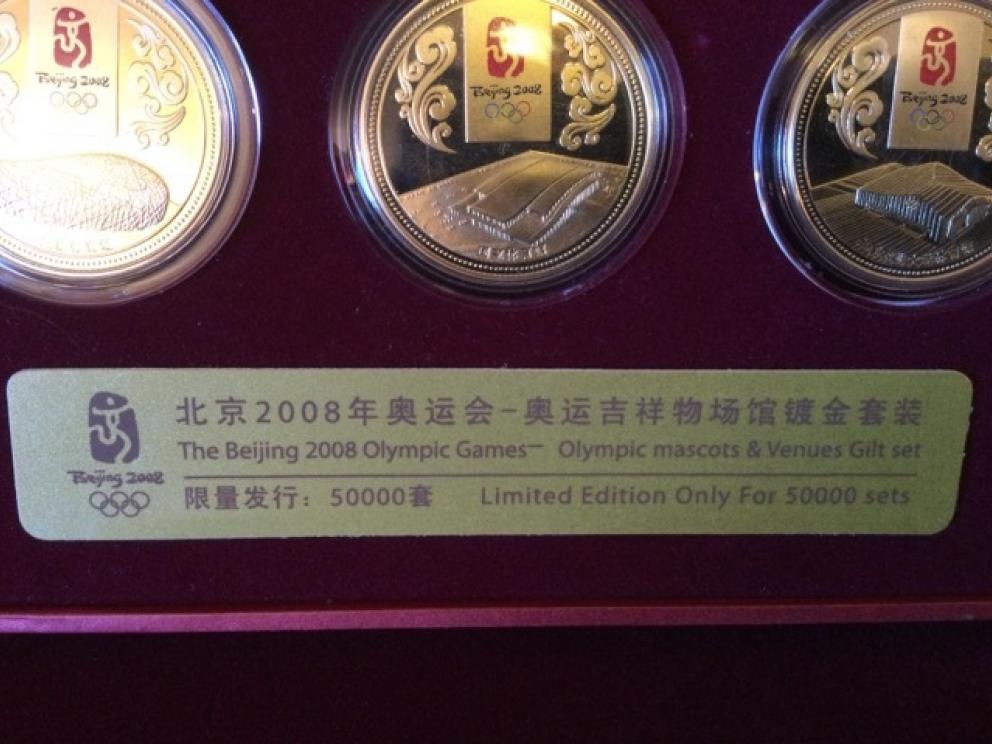 Beijing 2008
Beijing 2008
Beijing 2008
北京2008年奥运会-奥运吉祥物场馆镀金套装
The Beijing 2008 Olympic Games— Olympic mascots & Venues Gilt set
Beijing 2008
限量发行：50000套 Limited Edition Only For 50000 sets